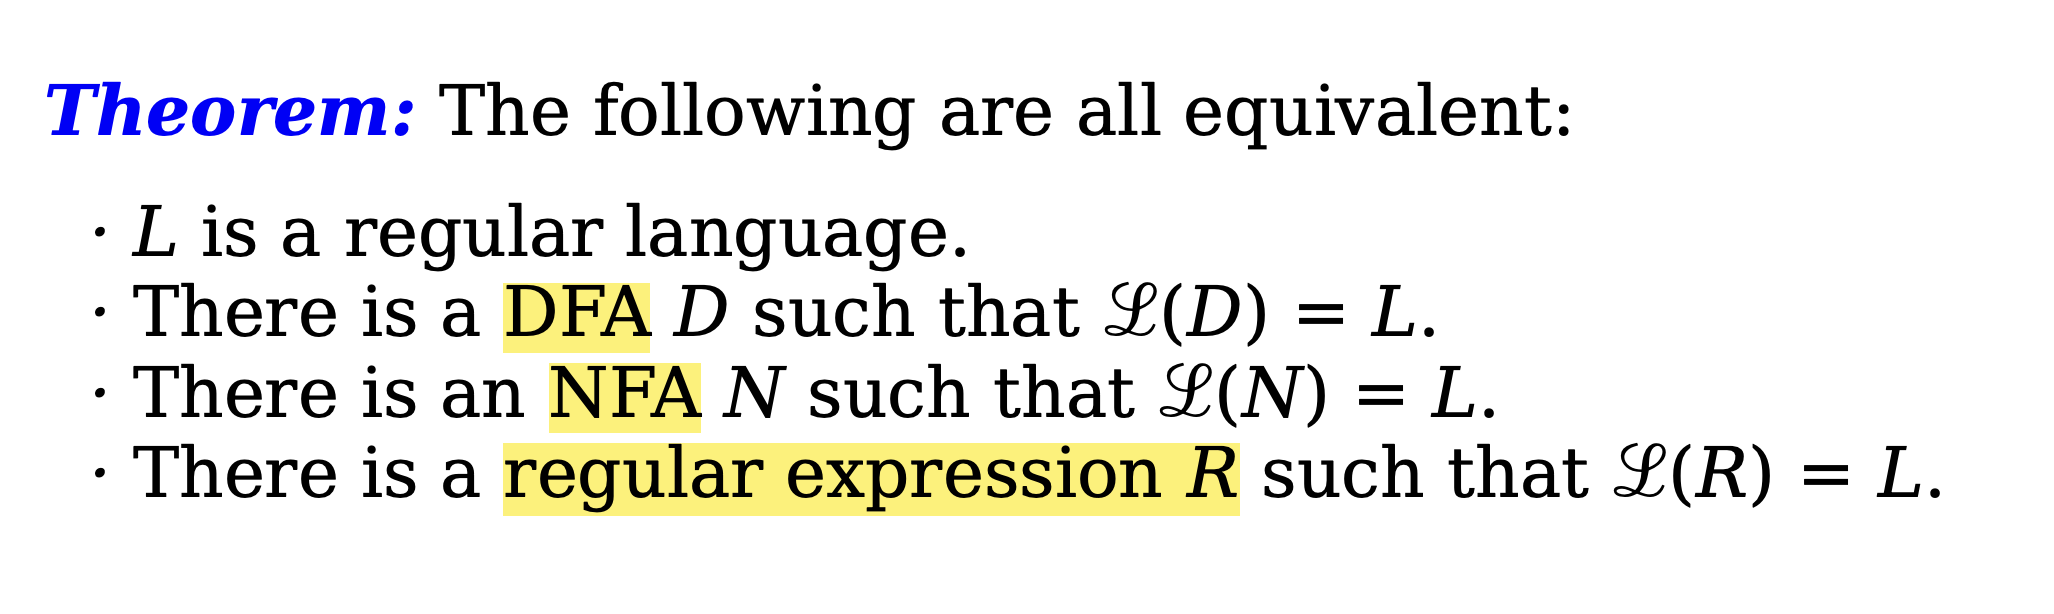 Theorem: The following are all equivalent:
· L is a regular language.
· There is a DFA D such that ℒ(D) = L.
· There is an NFA N such that ℒ(N) = L.
· There is a regular expression R such that ℒ(R) = L.